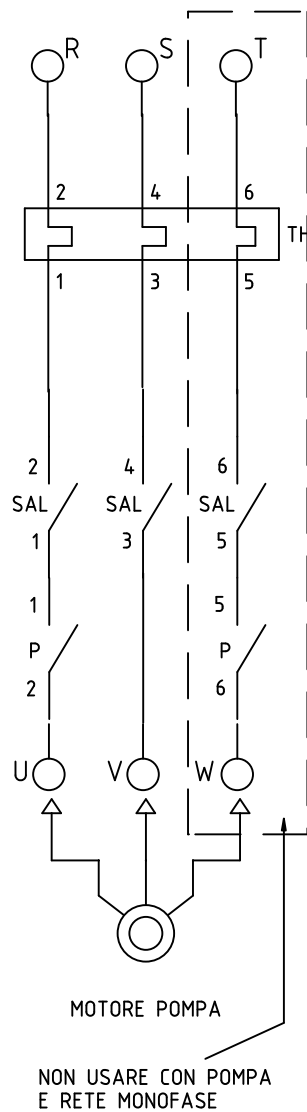 R S T
2 4 6
TH
1 3 5
2 4 6
SAL SAL SAL
1 3 5
1 5
P P
2 6
U V W
MOTORE POMPA
NON USARE CON POMPA
E RETE MONOFASE